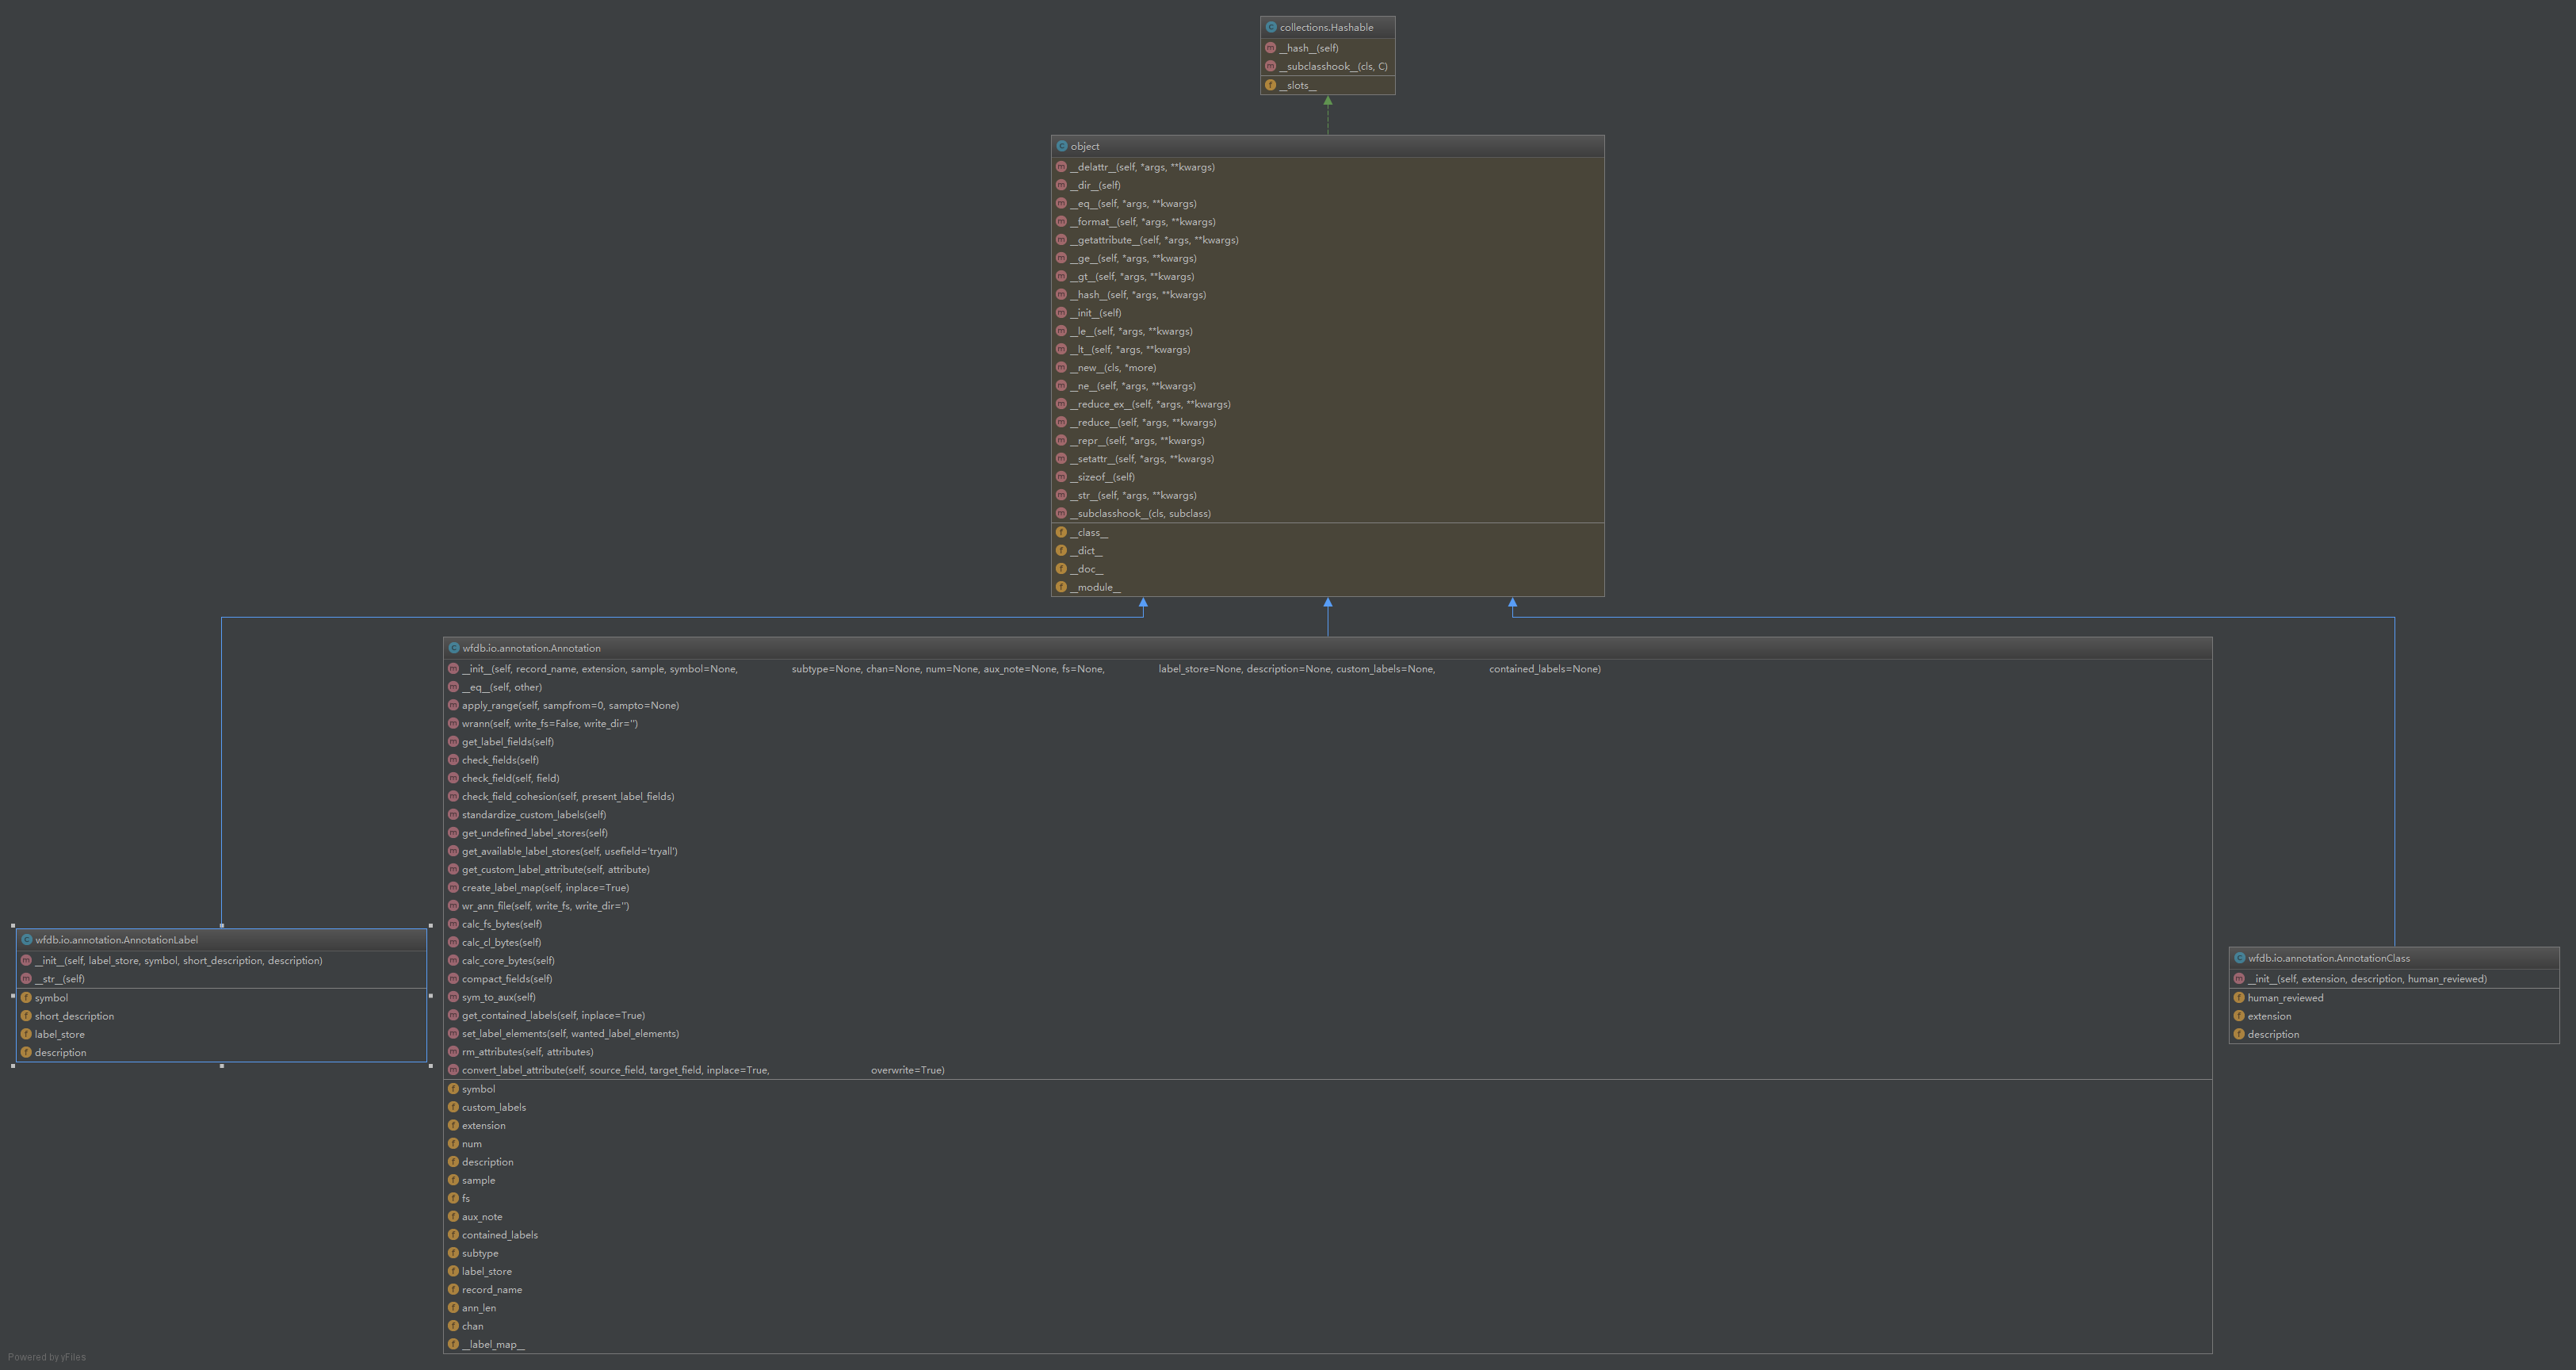 collections.Hashable
__hash__(self)
__subclasshook__(cls, C)
__slots__
object
__delattr__(self, *args, **kwargs)
__dir__(self)
__eq__(self, *args, **kwargs)
__format__(self, *args, **kwargs)
__getattribute__(self, *args, **kwargs)
__ge__(self, *args, **kwargs)
__gt__(self, *args, **kwargs)
__hash__(self, *args, **kwargs)
__init__(self)
__le__(self, *args, **kwargs)
__lt__(self, *args, **kwargs)
__new__(cls, *more)
__ne__(self, *args, **kwargs)
__reduce_ex__(self, *args, **kwargs)
__reduce__(self, *args, **kwargs)
__repr__(self, *args, **kwargs)
__setattr__(self, *args, **kwargs)
__sizeof__(self)
__str__(self, *args, **kwargs)
__subclasshook__(cls, subclass)
__class__
__dict__
__doc__
__module__
wfdb.io.annotation.AnnotationLabel
__init__(self, label_store, symbol, short_description, description)
__str__(self)
symbol
short_description
label_store
description
wfdb.io.annotation.Annotation
__init__(self, record_name, extension, sample, symbol=None, subtype=None, chan=None, num=None, aux_note=None, fs=None, label_store=None, description=None, custom_labels=None, contained_labels=None)
__eq__(self, other)
apply_range(self, sampfrom=0, sampto=None)
wrann(self, write_fs=False, write_dir='')
get_label_fields(self)
check_fields(self)
check_field(self, field)
check_field_cohesion(self, present_label_fields)
standardize_custom_labels(self)
get_undefined_label_stores(self)
get_available_label_stores(self, usefield='tryall')
get_custom_label_attribute(self, attribute)
create_label_map(self, inplace=True)
wr_ann_file(self, write_fs, write_dir='')
calc_fs_bytes(self)
calc_cl_bytes(self)
calc_core_bytes(self)
compact_fields(self)
sym_to_aux(self)
get_contained_labels(self, inplace=True)
set_label_elements(self, wanted_label_elements)
rm_attributes(self, attributes)
convert_label_attribute(self, source_field, target_field, inplace=True, overwrite=True)
symbol
custom_labels
extension
num
description
sample
fs
aux_note
contained_labels
subtype
label_store
record_name
ann_len
chan
__label_map__
wfdb.io.annotation.AnnotationClass
__init__(self, extension, description, human_reviewed)
human_reviewed
extension
description
Powered by yFiles